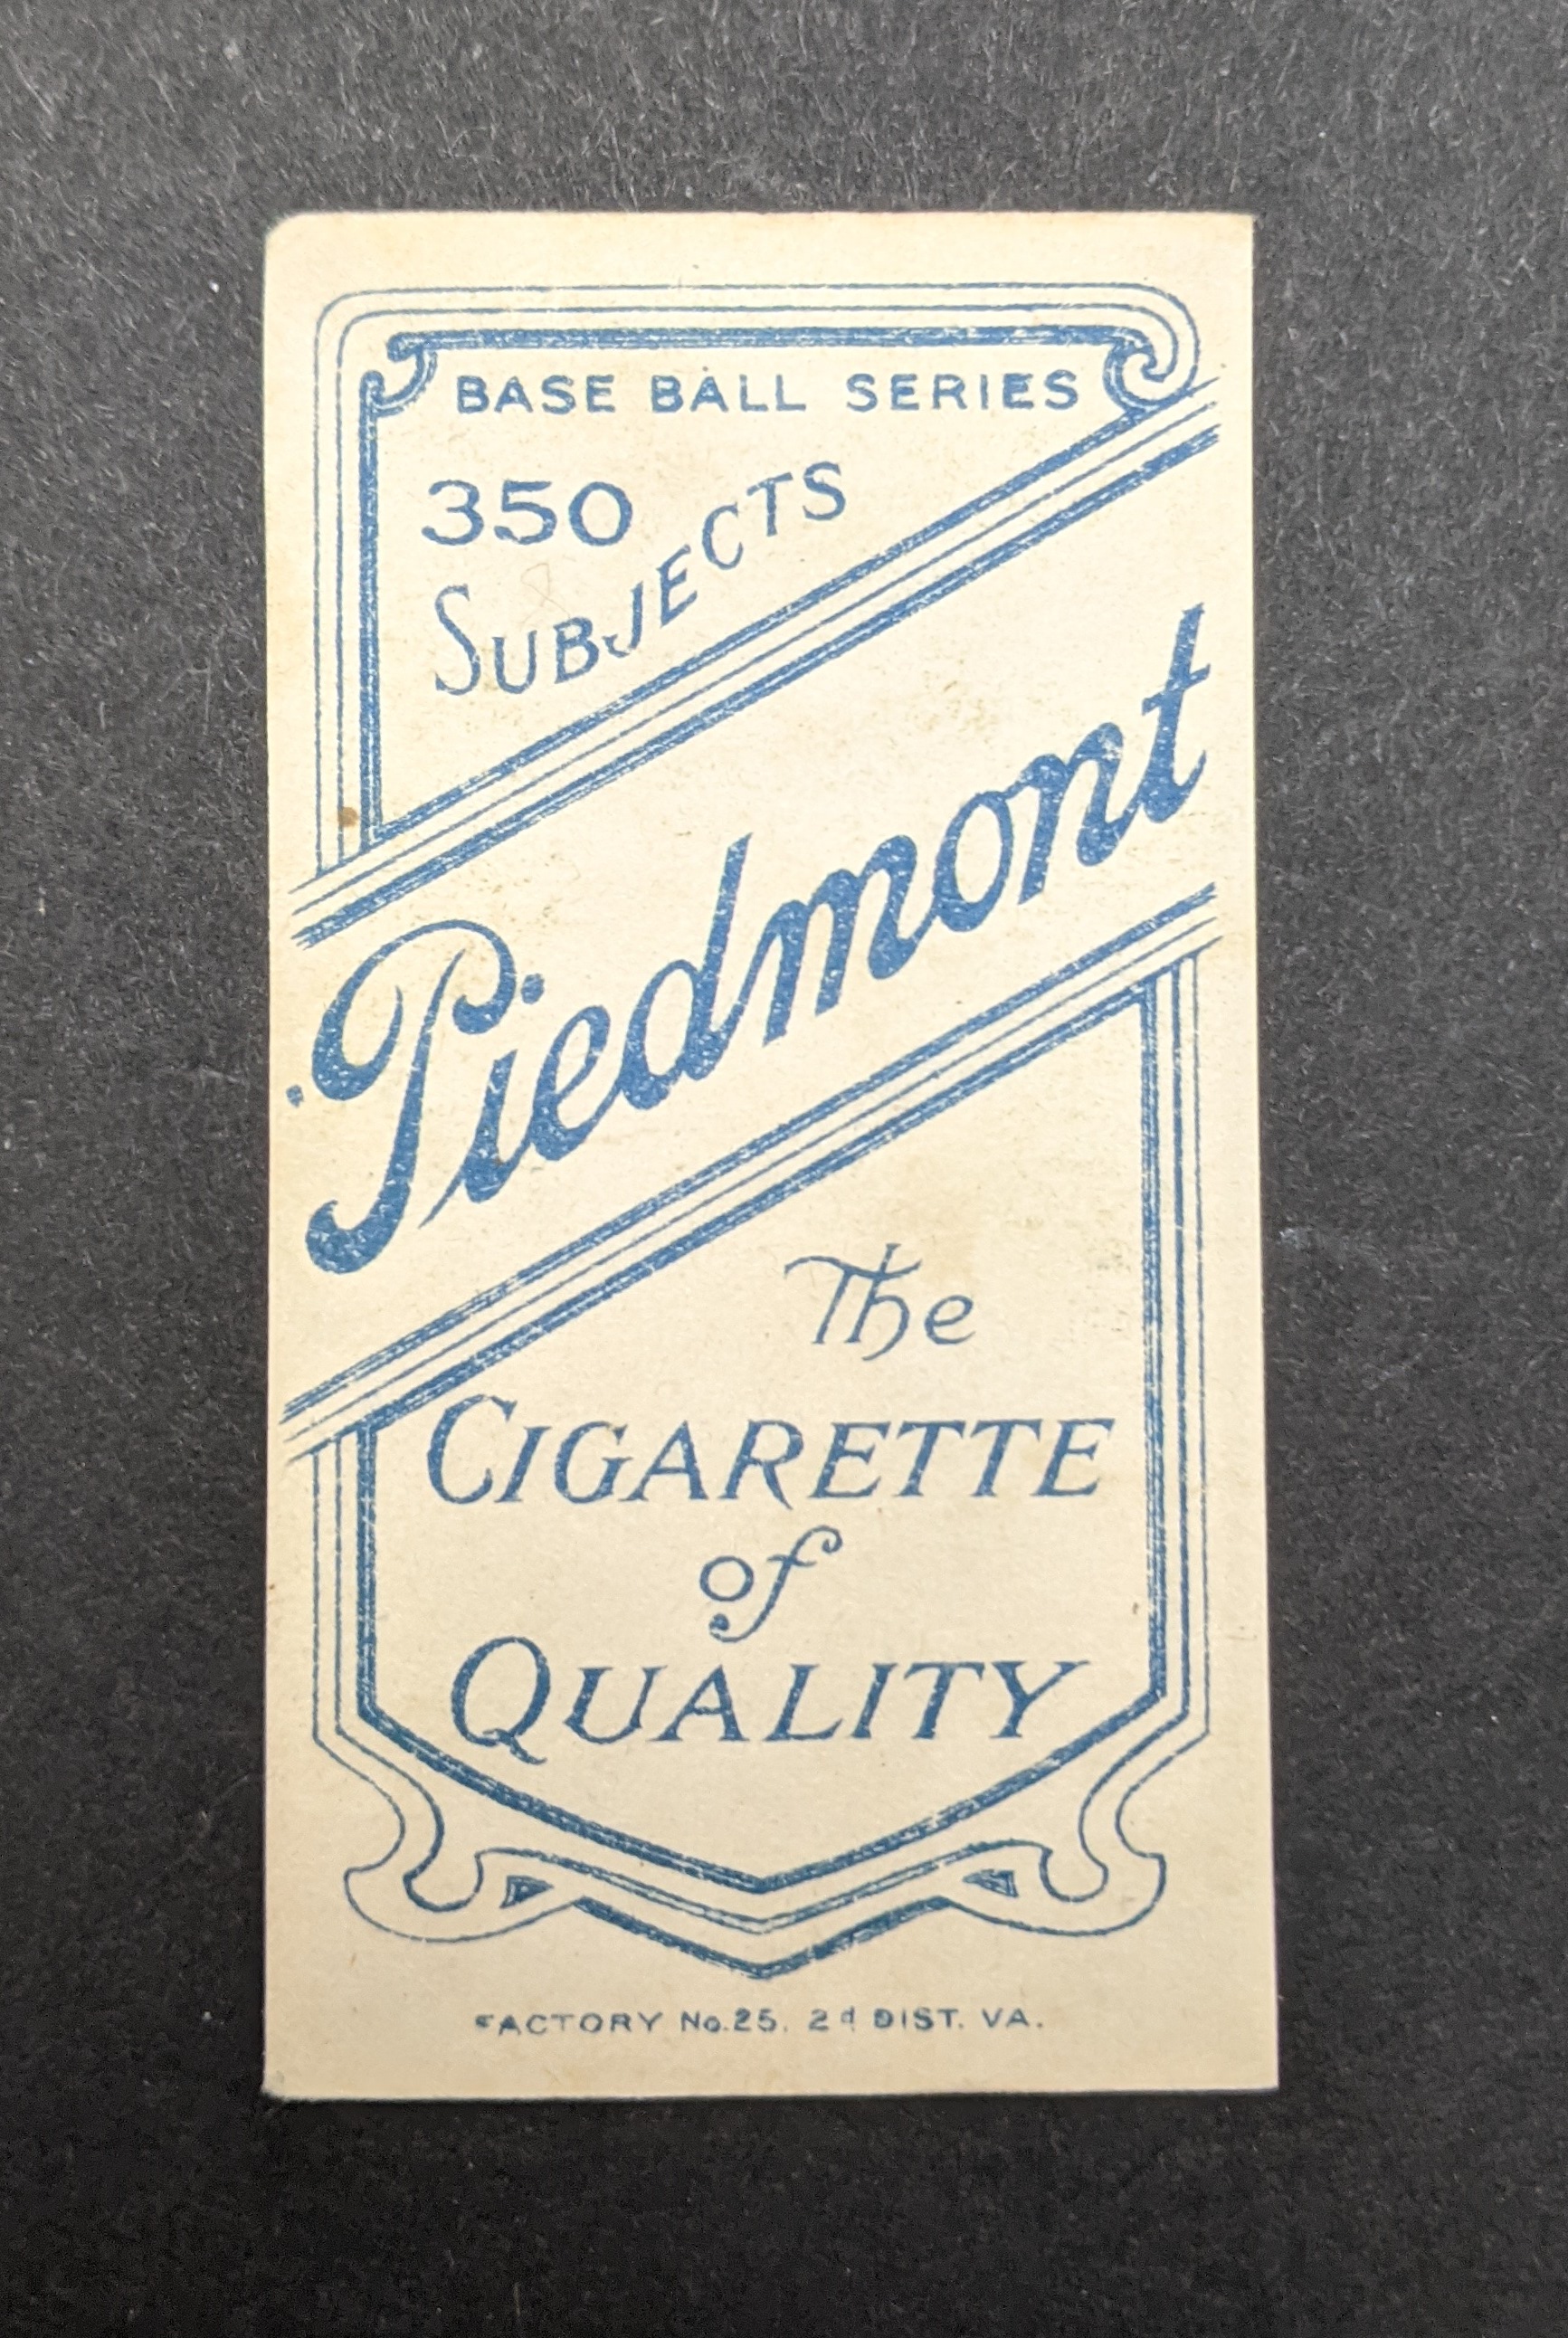 BASE BALL SERIES
350
SUBJECTS
Piedmont
The
CIGARETTE
of
QUALITY
FACTORY No. 25. 2d DIST. VA.